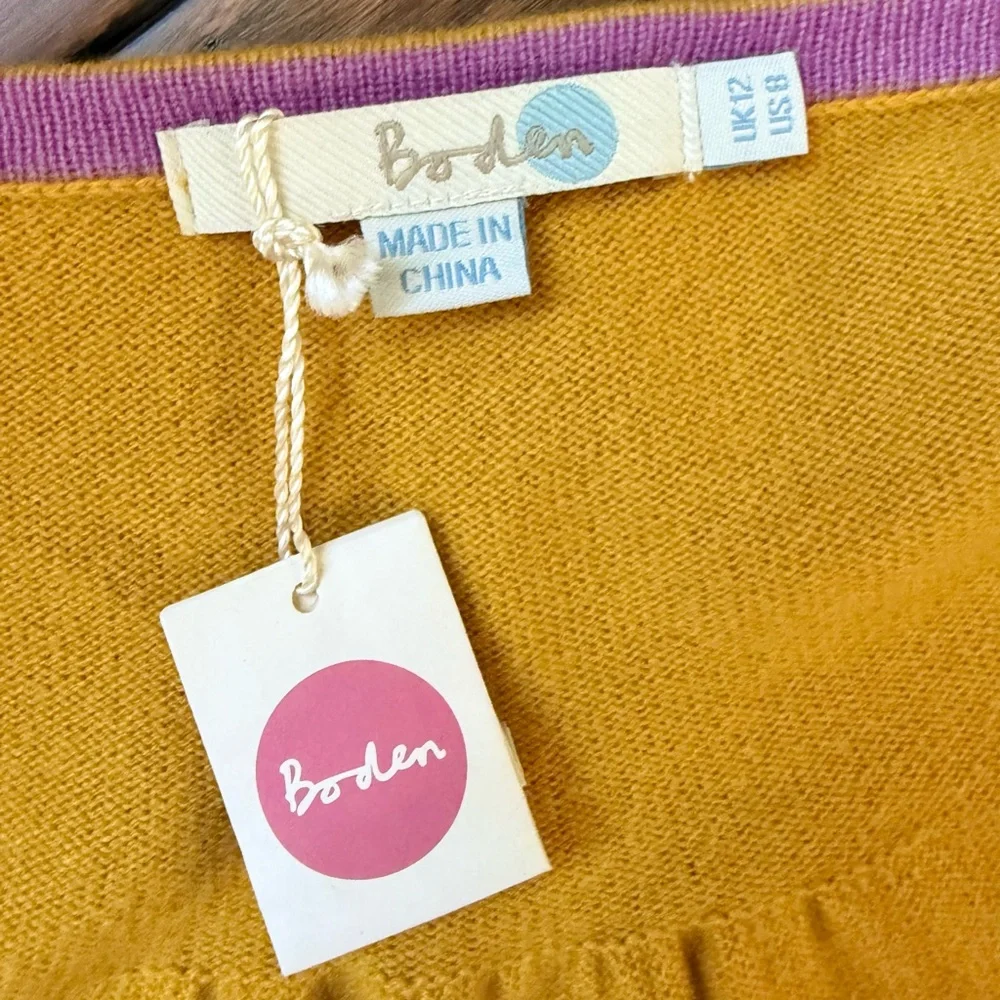 Boden
UK12
US8
MADE IN
CHINA
Boden